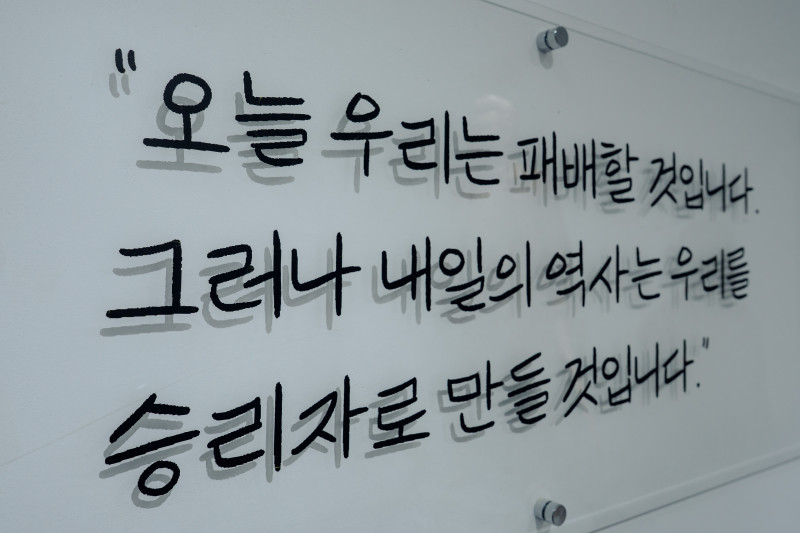 "오늘 우리는 패배할 것입니다.
그러나 내일의 역사는 우리를
승리자로 만들 것입니다."